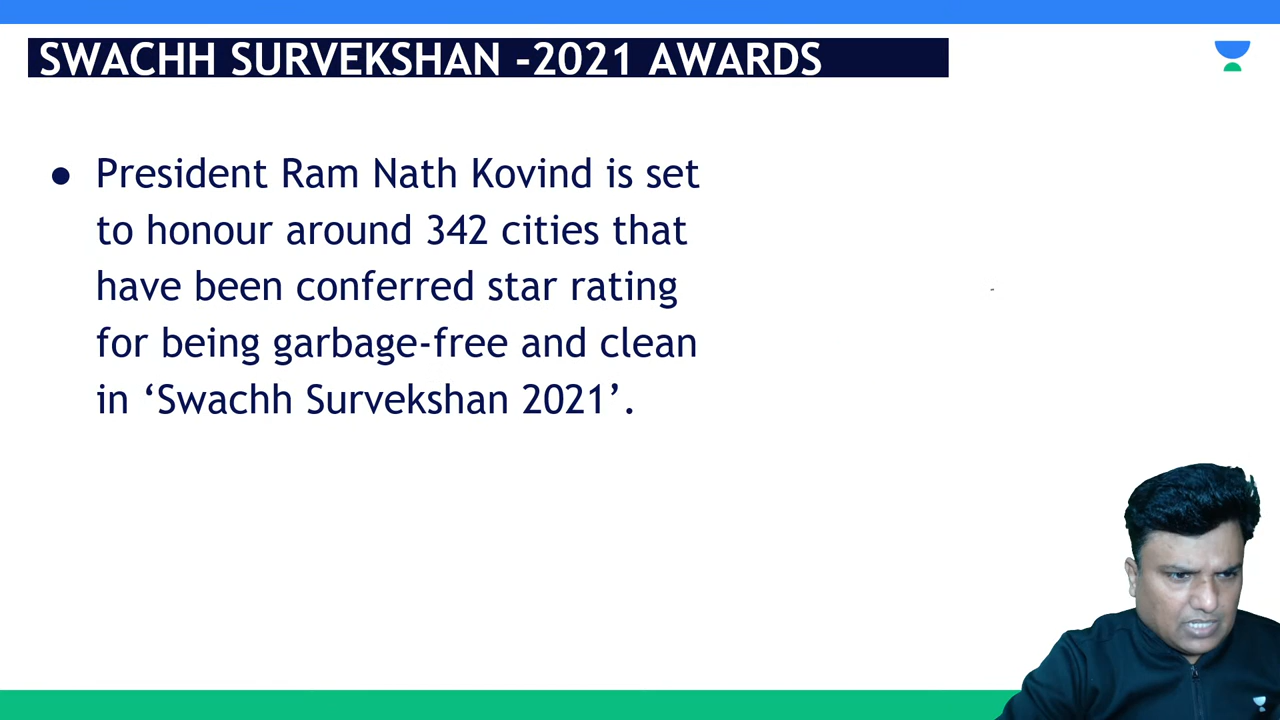 SWACHH SURVEKSHAN -2021 AWARDS
● President Ram Nath Kovind is set
to honour around 342 cities that
have been conferred star rating
for being garbage-free and clean
in ‘Swachh Survekshan 2021’.